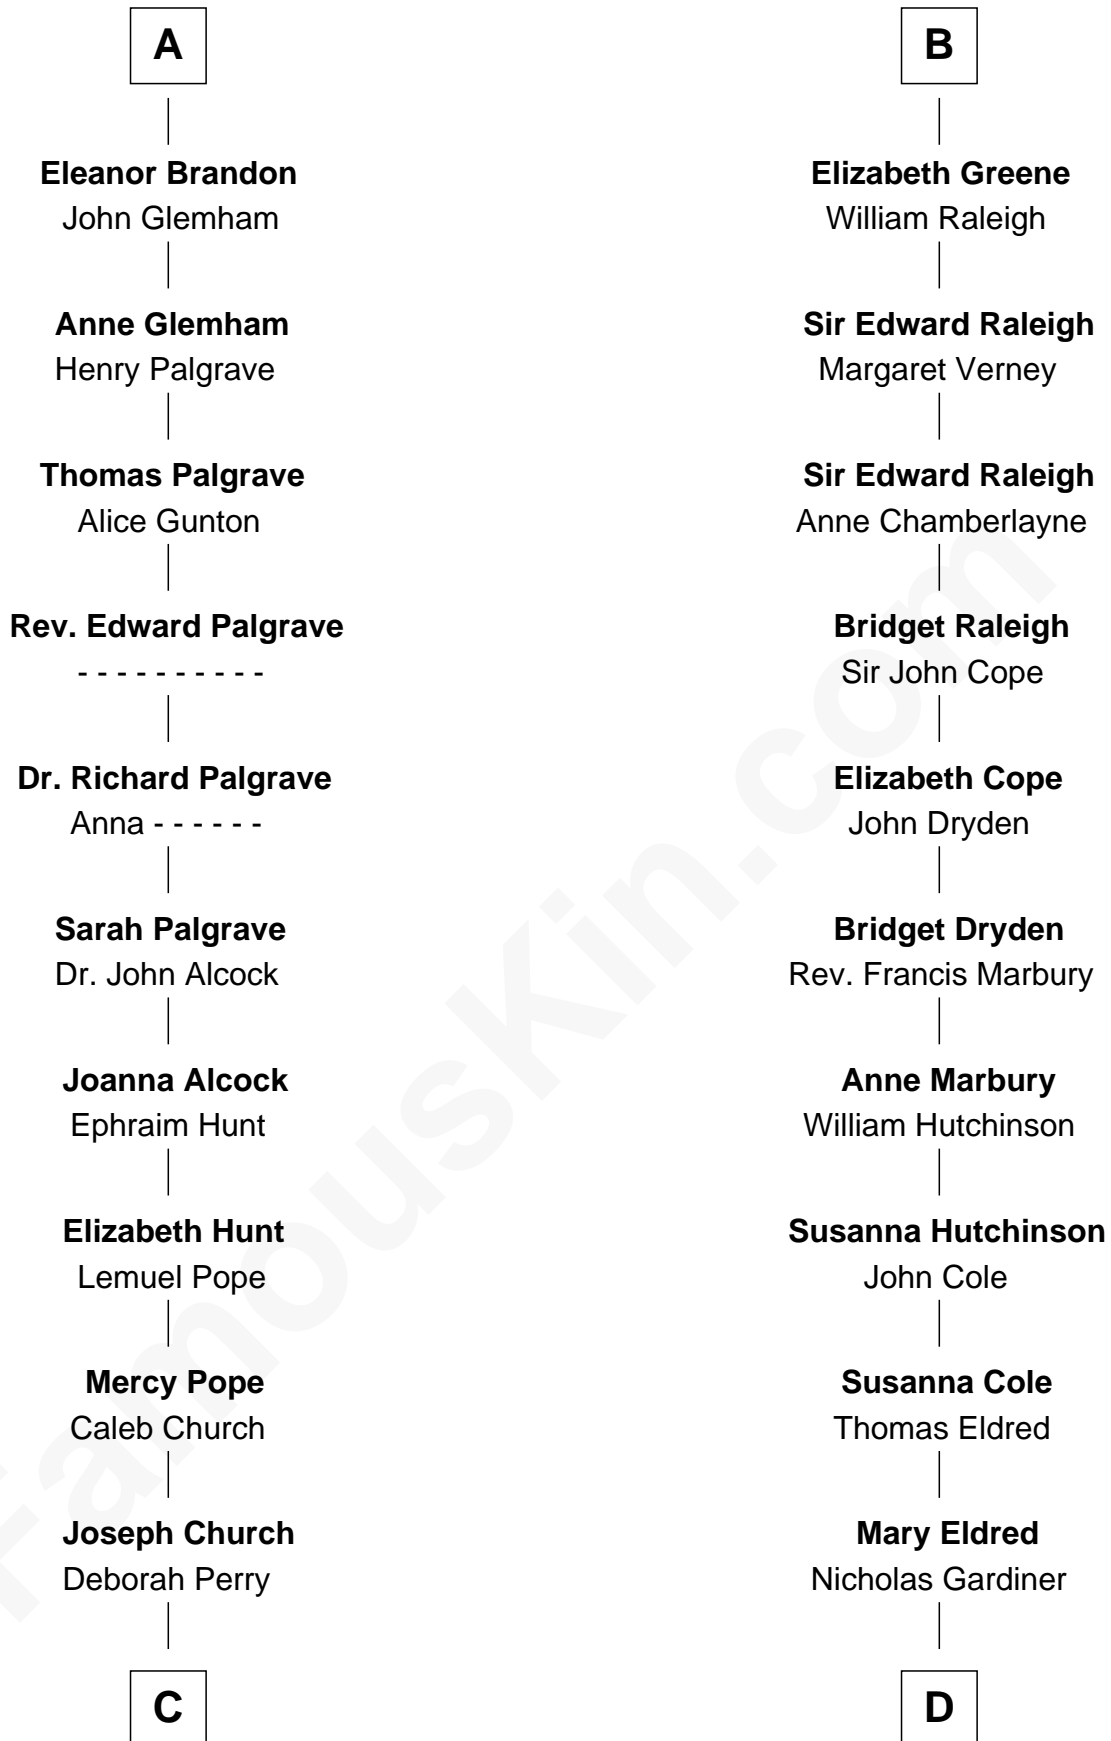 A
Eleanor Brandon
John Glemham
Anne Glemham
Henry Palgrave
Thomas Palgrave
Alice Gunton
Rev. Edward Palgrave
- - - - - - - - - -
Dr. Richard Palgrave
Anna - - - - - -
Sarah Palgrave
Dr. John Alcock
Joanna Alcock
Ephraim Hunt
Elizabeth Hunt
Lemuel Pope
Mercy Pope
Caleb Church
Joseph Church
Deborah Perry
C
B
Elizabeth Greene
William Raleigh
Sir Edward Raleigh
Margaret Verney
Sir Edward Raleigh
Anne Chamberlayne
Bridget Raleigh
Sir John Cope
Elizabeth Cope
John Dryden
Bridget Dryden
Rev. Francis Marbury
Anne Marbury
William Hutchinson
Susanna Hutchinson
John Cole
Susanna Cole
Thomas Eldred
Mary Eldred
Nicholas Gardiner
D
FamousKin.com